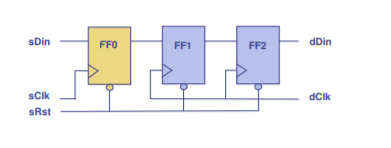 sDin FF0 FF1 FF2 dDin
sClk dClk
sRst